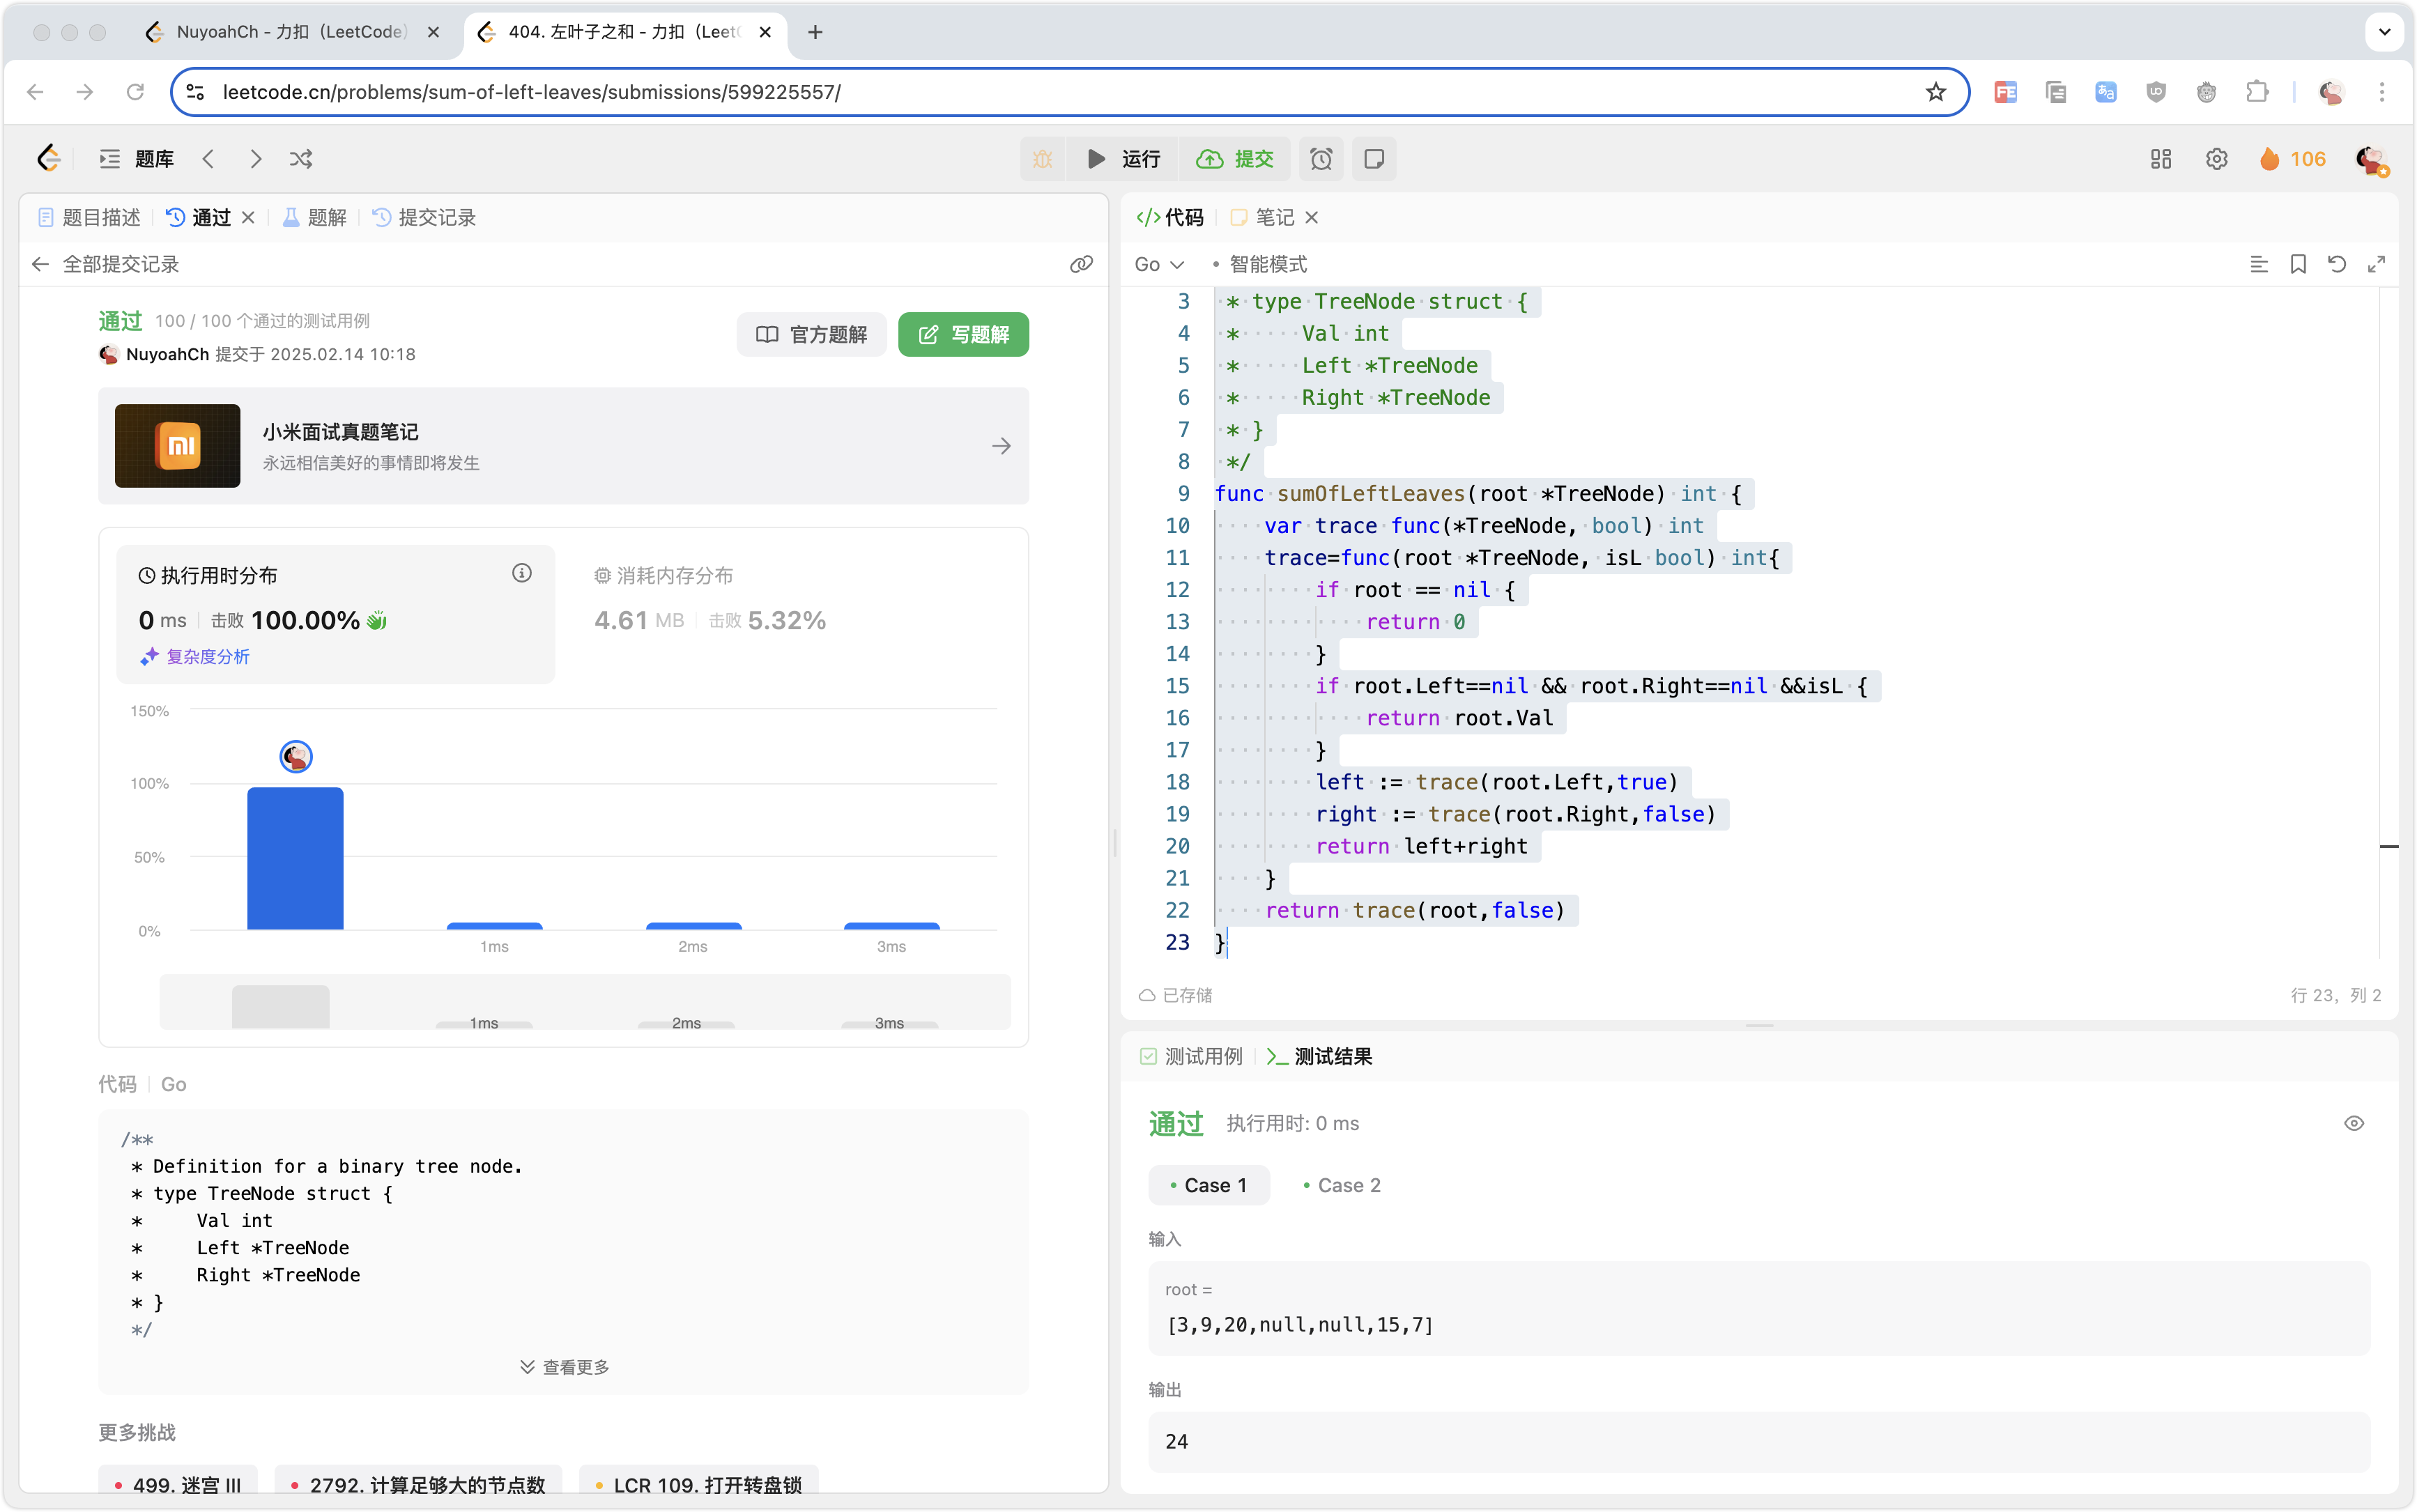 NuyoahCh - 力扣（LeetCode）
404. 左叶子之和 - 力扣（Leet
leetcode.cn/problems/sum-of-left-leaves/submissions/599225557/
题库
运行
提交
106
题目描述
通过
题解
提交记录
全部提交记录
通过 100 / 100 个通过的测试用例
NuyoahCh 提交于 2025.02.14 10:18
官方题解
写题解
小米面试真题笔记
永远相信美好的事情即将发生
执行用时分布
0 ms 击败 100.00%
复杂度分析
消耗内存分布
4.61 MB 击败 5.32%
150%
100%
50%
0%
1ms
2ms
3ms
1ms
2ms
3ms
代码 Go
/**
 * Definition for a binary tree node.
 * type TreeNode struct {
 *     Val int
 *     Left *TreeNode
 *     Right *TreeNode
 * }
 */
查看更多
更多挑战
499. 迷宫 III
2792. 计算足够大的节点数
LCR 109. 打开转盘锁
代码
笔记
Go
智能模式
3 * type TreeNode struct {
4 *     Val int
5 *     Left *TreeNode
6 *     Right *TreeNode
7 * }
8 */
9 func sumOfLeftLeaves(root *TreeNode) int {
10     var trace func(*TreeNode, bool) int
11     trace=func(root *TreeNode, isL bool) int{
12         if root == nil {
13             return 0
14         }
15         if root.Left==nil && root.Right==nil &&isL {
16             return root.Val
17         }
18         left := trace(root.Left,true)
19         right := trace(root.Right,false)
20         return left+right
21     }
22     return trace(root,false)
23 }
已存储
行 23，列 2
测试用例
测试结果
通过 执行用时: 0 ms
Case 1
Case 2
输入
root =
[3,9,20,null,null,15,7]
输出
24